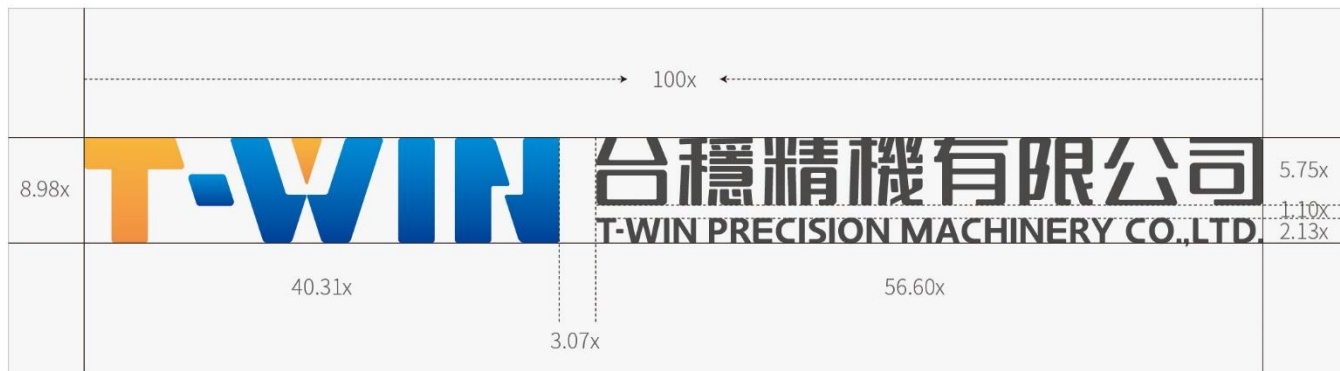 100x
8.98x
T-WIN
台穩精機有限公司
5.75x
1.10x
T-WIN PRECISION MACHINERY CO.,LTD.
2.13x
40.31x
56.60x
3.07x